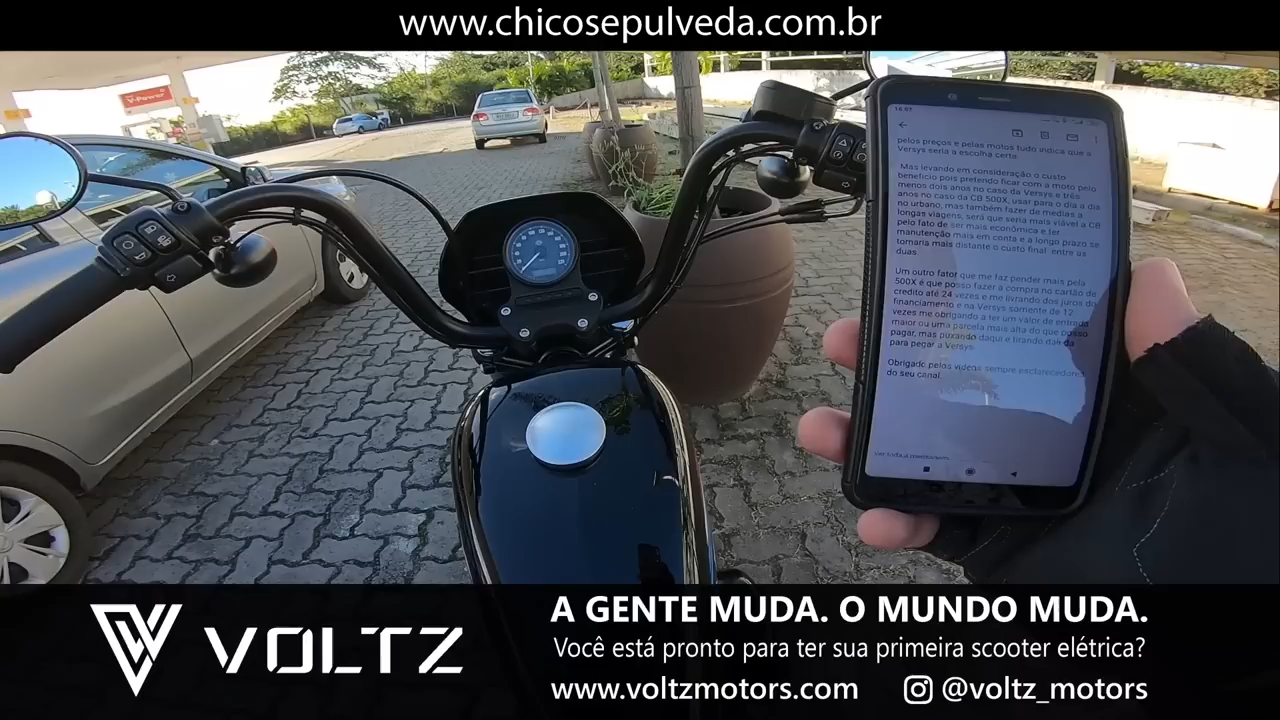 www.chicosepulveda.com.br
V-Power
16:07
pelos preços e pelas motos tudo indica que a
Versys seria a escolha certa.
Mas levando em consideração o custo
benefício pois pretendo ficar com a moto pelo
menos dois anos no caso da Versys e três
anos no caso da CB 500X, usar para o dia a dia
no urbano, mas também fazer de medias a
longas viagens, será que seria mais viável a CB
pelo fato de ser mais econômica e ter
manutenção mais em conta e a longo prazo se
tornaria mais distante o custo final entre as
duas.
Um outro fator que me faz pender mais pela
500X é que posso fazer a compra no cartão de
credito até 24 vezes e me livrando dos juros do
financiamento e na Versys somente de 12
vezes me obrigando a ter um valor de entrada
maior ou uma parcela mais alta do que posso
pagar, mas puxando daqui e tirando dali da
para pegar a Versys.
Obrigado pelos vídeos sempre esclarecedores
do seu canal.
Ver toda a mensagem
VOLTZ
A GENTE MUDA. O MUNDO MUDA.
Você está pronto para ter sua primeira scooter elétrica?
www.voltzmotors.com @voltz_motors